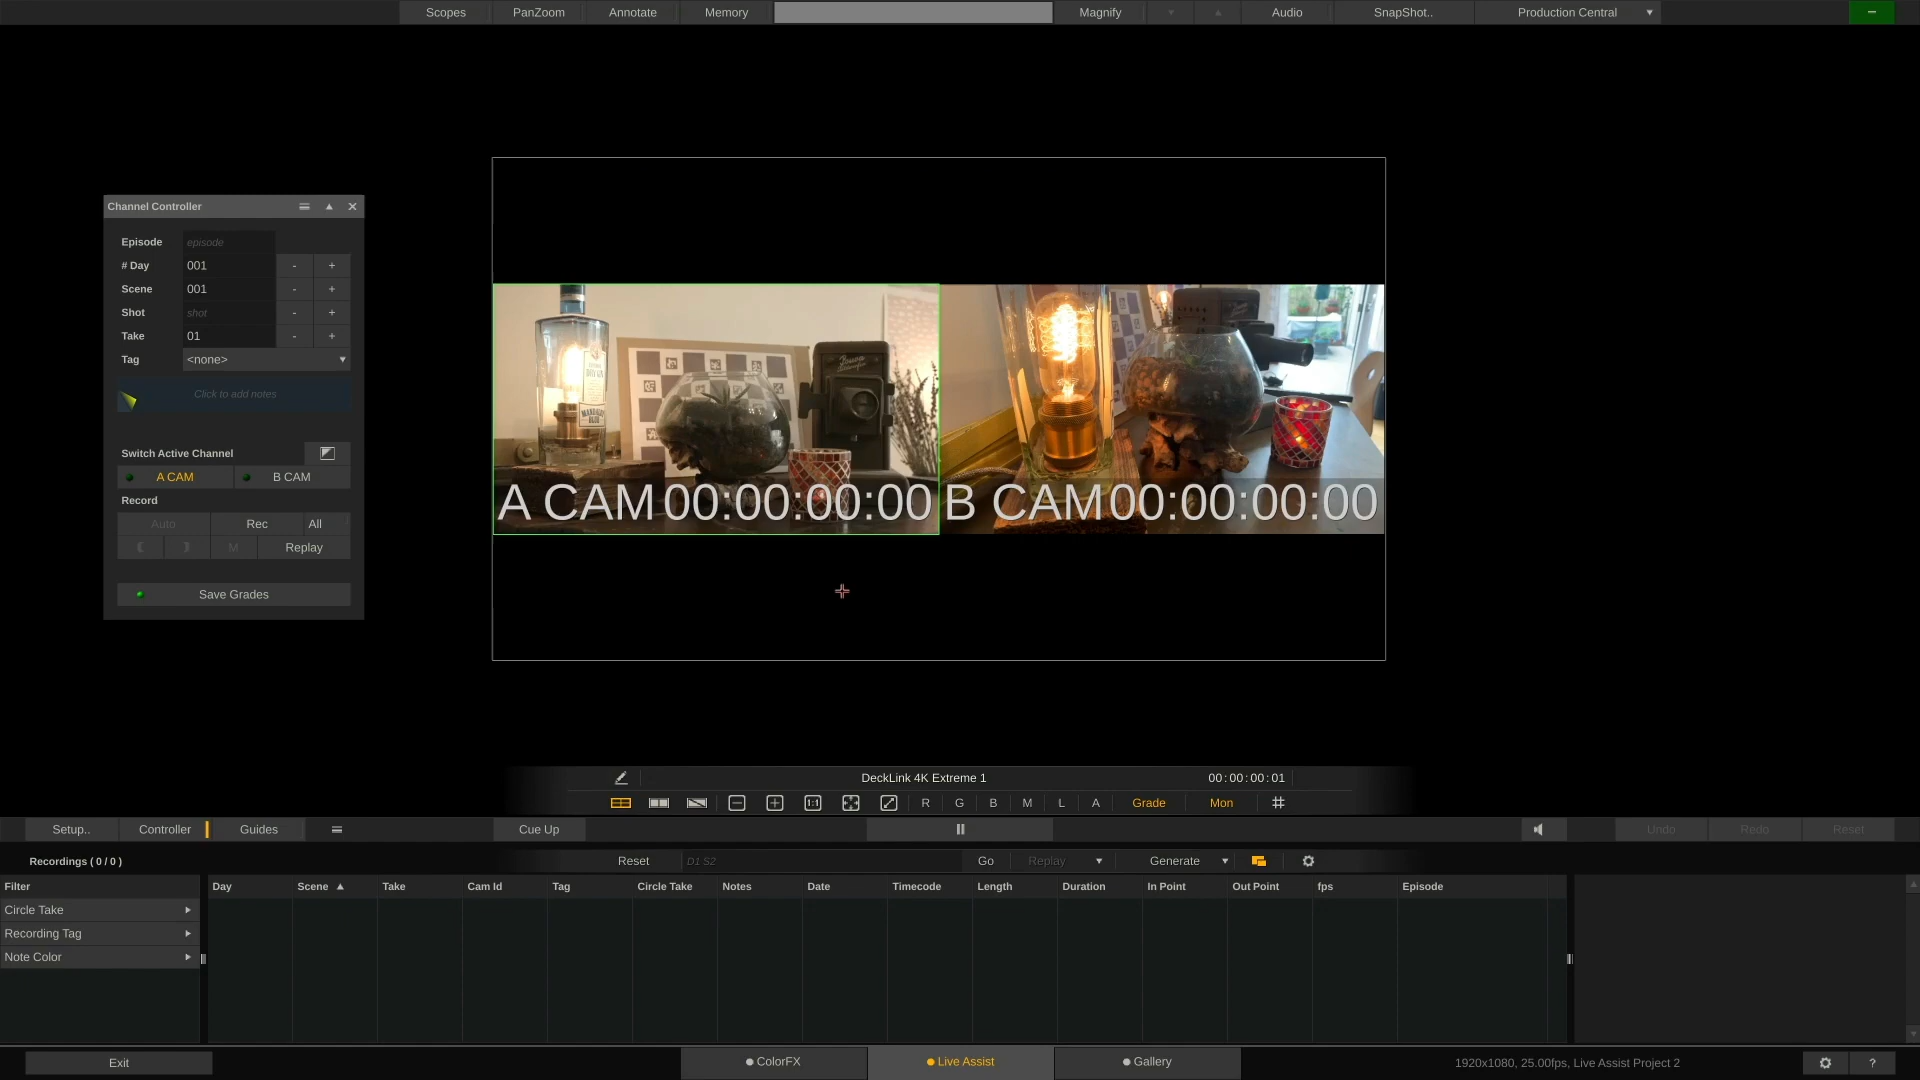 Scopes PanZoom Annotate Memory Magnify Audio SnapShot.. Production Central
Channel Controller
Episode episode
# Day 001 - +
Scene 001 - +
Shot shot - +
Take 01 - +
Tag <none>
Click to add notes
Switch Active Channel
A CAM B CAM
Record
Auto Rec All
M Replay
Save Grades
A CAM 00:00:00:00 B CAM 00:00:00:00
DeckLink 4K Extreme 1 00:00:00:01
1:1 R G B M L A Grade Mon
Setup.. Controller Guides Cue Up Undo Redo Reset
Recordings ( 0 / 0 ) Reset D1 S2 Go Replay Generate
Filter Day Scene Take Cam Id Tag Circle Take Notes Date Timecode Length Duration In Point Out Point fps Episode
Circle Take
Recording Tag
Note Color
Exit ColorFX Live Assist Gallery 1920x1080, 25.00fps, Live Assist Project 2 ?